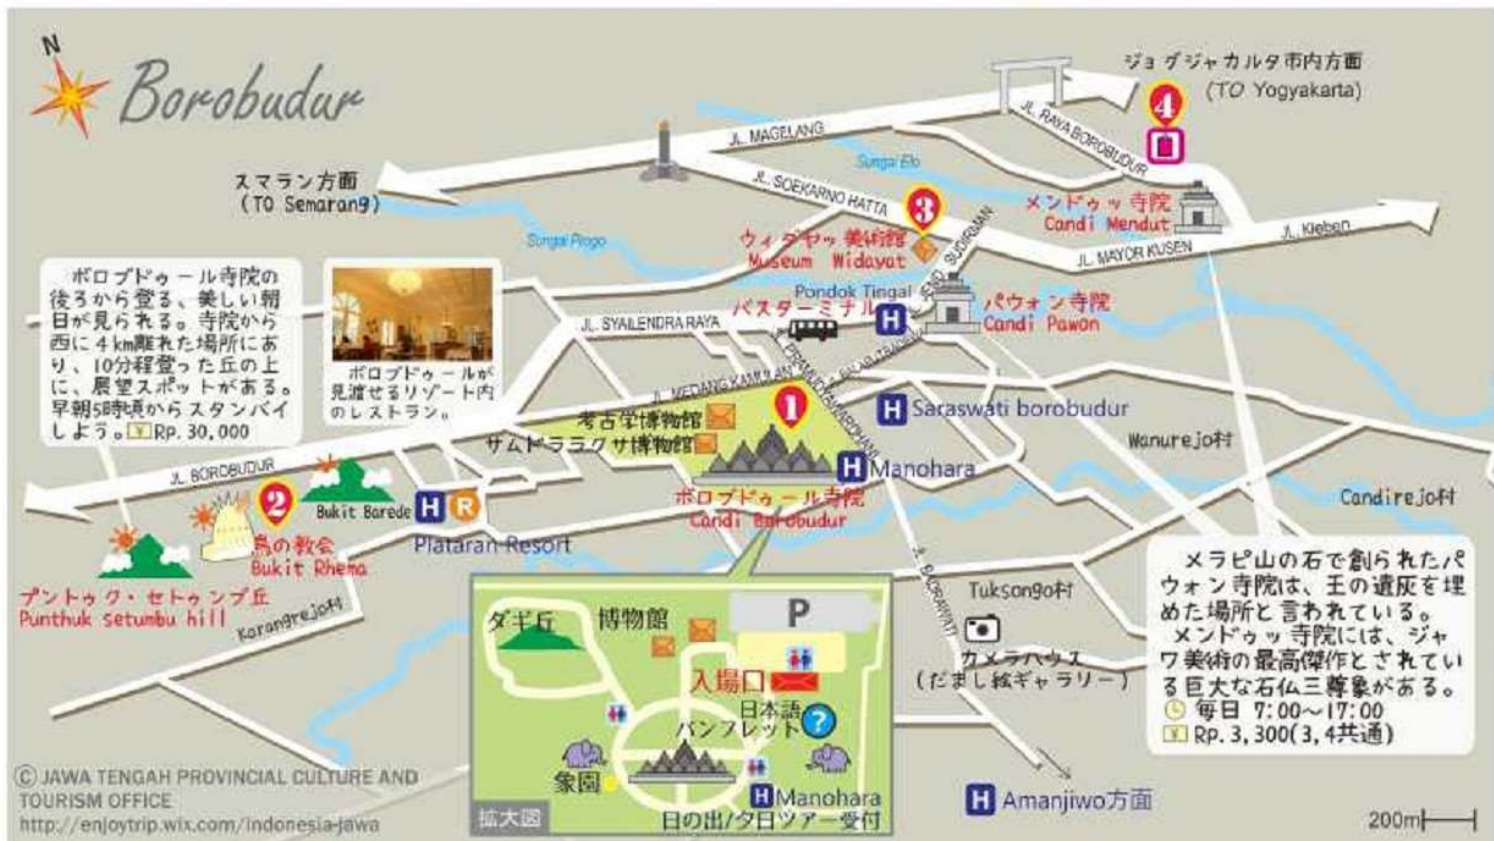 N
Borobudur
ジョグジャカルタ市内方面
(TO Yogyakarta)
4
JL. MAGELANG
JL. RAYA BOROBUDUR
Sungai Elo
スマラン方面
(TO Semarang)
JL. SOEKARNO HATTA
3
メンドゥッ寺院
Candi Mendut
JL. Kleben
JL. MAYOR KUSEN
Sungai Progo
ウィダヤッ美術館
Museum Widayat
JEND SUDIRMAN
Pondok Tingal
バスターミナル
H
パウォン寺院
Candi Pawon
JL. SYAILENDRA RAYA
ボロブドゥール寺院の
後ろから登る、美しい朝
日が見られる。寺院から
西に4km離れた場所にあ
り、10分程登った丘の上
に、展望スポットがある。
早朝5時頃からスタンバイ
しよう。¥Rp.30,000
ボロブドゥールが
見渡せるリゾート内
のレストラン。
JL. MEDANG KAMULAN
JL. PRAMUDYAWARDHANI
JL. BALAPUTRADEWA
1
考古学博物館
サムドララクサ博物館
H Saraswati borobudur
Wanurejo村
H Manohara
ボロブドゥール寺院
Candi Borobudur
Candirejo村
JL. BOROBUDUR
2
Bukit Barede
H R
Plataran Resort
鳥の教会
Bukit Rhema
プントゥク・セトゥンブ丘
Punthuk setumbu hill
Karangrejo村
JL. BADRAWATI
Tuksongo村
カメラハウス
(だまし絵ギャラリー)
メラピ山の石で創られたパ
ウォン寺院は、王の遺灰を埋
めた場所と言われている。
メンドゥッ寺院には、ジャ
ワ美術の最高傑作とされてい
る巨大な石仏三尊象がある。
毎日 7:00～17:00
¥Rp.3,300(3,4共通)
ダギ丘
博物館
P
入場口
日本語
パンフレット
?
象園
H Manohara
日の出/夕日ツアー受付
拡大図
H Amanjiwo方面
200m
© JAWA TENGAH PROVINCIAL CULTURE AND
TOURISM OFFICE
http://enjoytrip.wix.com/indonesia-jawa